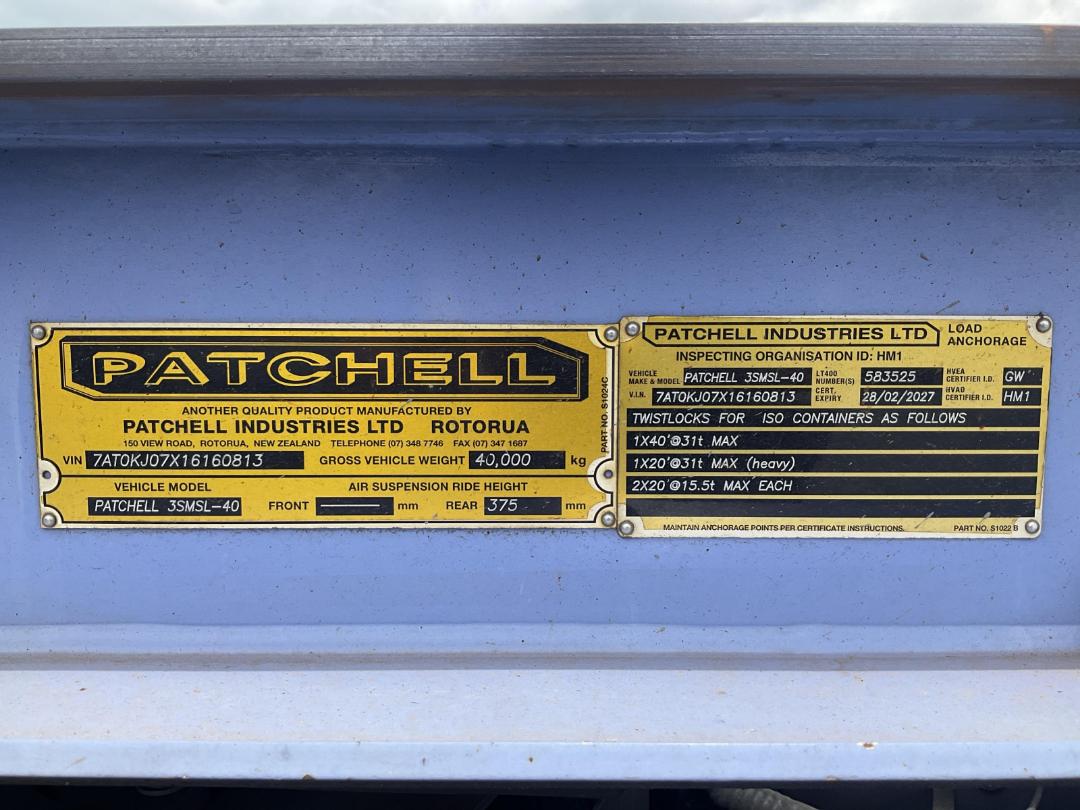 PATCHELL
ANOTHER QUALITY PRODUCT MANUFACTURED BY
PATCHELL INDUSTRIES LTD ROTORUA
150 VIEW ROAD, ROTORUA, NEW ZEALAND TELEPHONE (07) 348 7746 FAX (07) 347 1687
VIN 7AT0KJ07X16160813 GROSS VEHICLE WEIGHT 40,000 kg
VEHICLE MODEL AIR SUSPENSION RIDE HEIGHT
PATCHELL 3SMSL-40 FRONT —— mm REAR 375 mm
PART NO. S1024C
PATCHELL INDUSTRIES LTD LOAD ANCHORAGE
INSPECTING ORGANISATION ID: HM1
VEHICLE MAKE & MODEL PATCHELL 3SMSL-40 LT400 NUMBER(S) 583525 HVEA CERTIFIER I.D. GW
V.I.N. 7AT0KJ07X16160813 CERT. EXPIRY 28/02/2027 HVAD CERTIFIER I.D. HM1
TWISTLOCKS FOR ISO CONTAINERS AS FOLLOWS
1X40'@31t MAX
1X20'@31t MAX (heavy)
2X20'@15.5t MAX EACH
MAINTAIN ANCHORAGE POINTS PER CERTIFICATE INSTRUCTIONS. PART NO. S1022 B